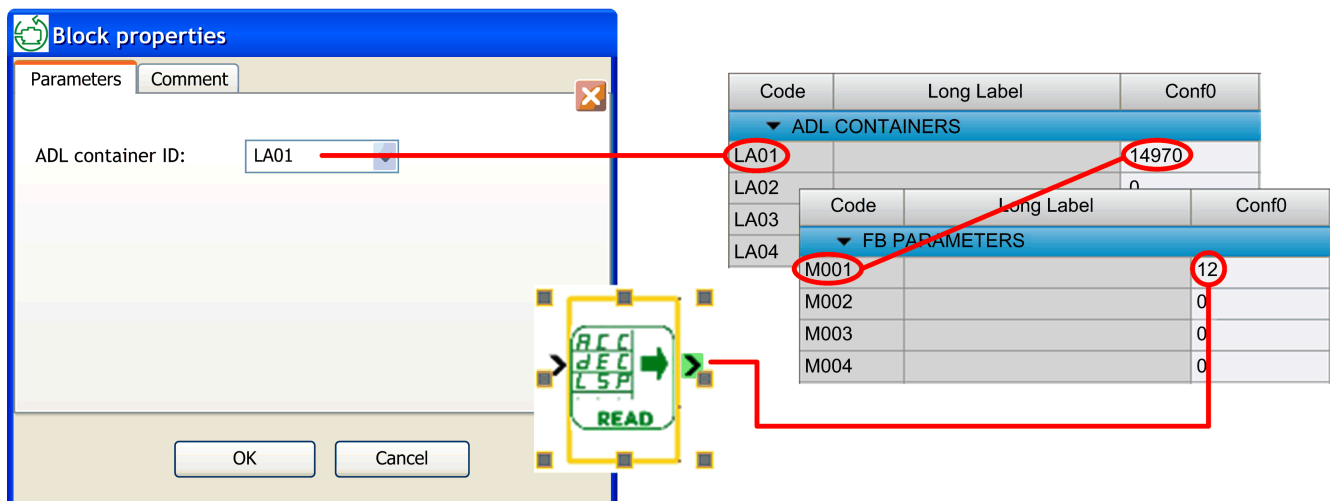 Block properties
Parameters Comment
ADL container ID: LA01
OK Cancel
ACC
dEC
LSP
READ
Code Long Label Conf0
ADL CONTAINERS
LA01 14970
LA02 0
LA03
LA04
Code Long Label Conf0
FB PARAMETERS
M001 12
M002 0
M003 0
M004 0